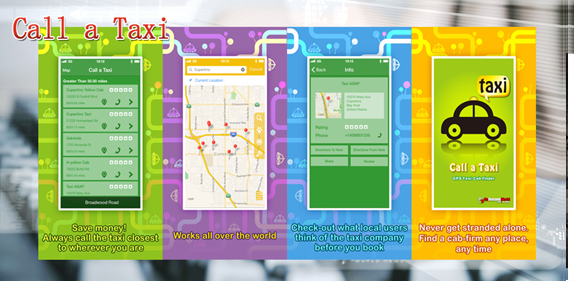 Call a Taxi
Map
Call a Taxi
Greater Than 30.00 miles
Cupertino Yellow Cab
Cupertino Taxi
Yellow Cab
Taxi ASAP
Broadwood Road
Save money!
Always call the taxi closest
to wherever you are
Cupertino
Cancel
Current Location
Works all over the world
Back
Info
Taxi ASAP
Rating
Phone
Directions To Here
Directions From Here
Share
Review
Check-out what local users
think of the taxi company
before you book
taxi
Call a Taxi
GPS Taxi Cab Finder
Never get stranded alone.
Find a cab-firm any place,
any time